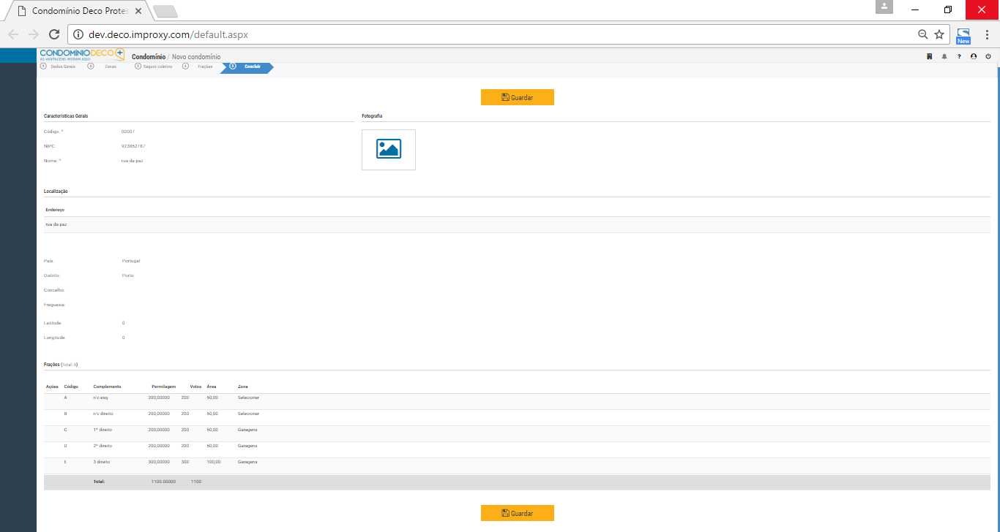 Condomínio Deco Protes
dev.deco.improxy.com/default.aspx
New
CONDOMINIODECO+
AS VANTAGENS MORAM AQUI
Condomínio / Novo condomínio
?
1 Dados Gerais 2 Zonas 3 Seguro coletivo 4 Frações 5 Concluir
Guardar
Características Gerais Fotografia
Código: * 00007
NIPC: 923852787
Nome: * rua da paz
Localização
Endereço
rua da paz
País: Portugal
Distrito: Porto
Concelho:
Freguesia:
Latitude: 0
Longitude: 0
Frações (Total: 5)
Ações Código Complemento Permilagem Votos Área Zona
A r/c esq 200,00000 200 50,00 Selecionar
B r/c direito 200,00000 200 50,00 Selecionar
C 1º direito 200,00000 200 50,00 Garagens
D 2º direito 200,00000 200 50,00 Garagens
E 3 direito 300,00000 300 100,00 Garagens
Total: 1100.00000 1100
Guardar